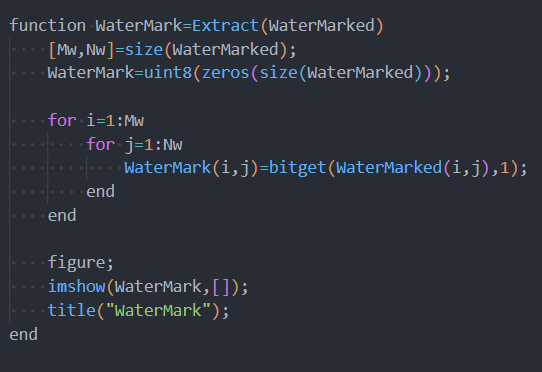 function WaterMark=Extract(WaterMarked)
    [Mw,Nw]=size(WaterMarked);
    WaterMark=uint8(zeros(size(WaterMarked)));

    for i=1:Mw
        for j=1:Nw
            WaterMark(i,j)=bitget(WaterMarked(i,j),1);
        end
    end

    figure;
    imshow(WaterMark,[]);
    title("WaterMark");
end